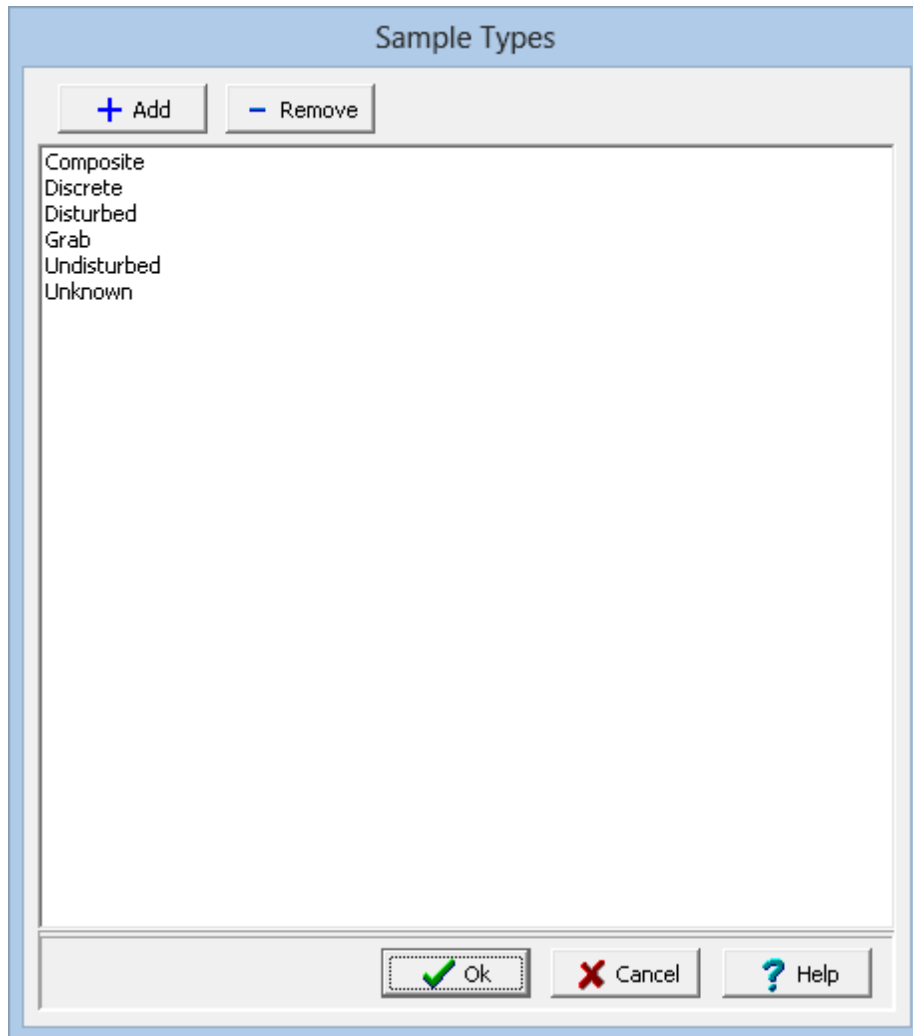 Sample Types
Add
Remove
Composite
Discrete
Disturbed
Grab
Undisturbed
Unknown
Ok
Cancel
Help